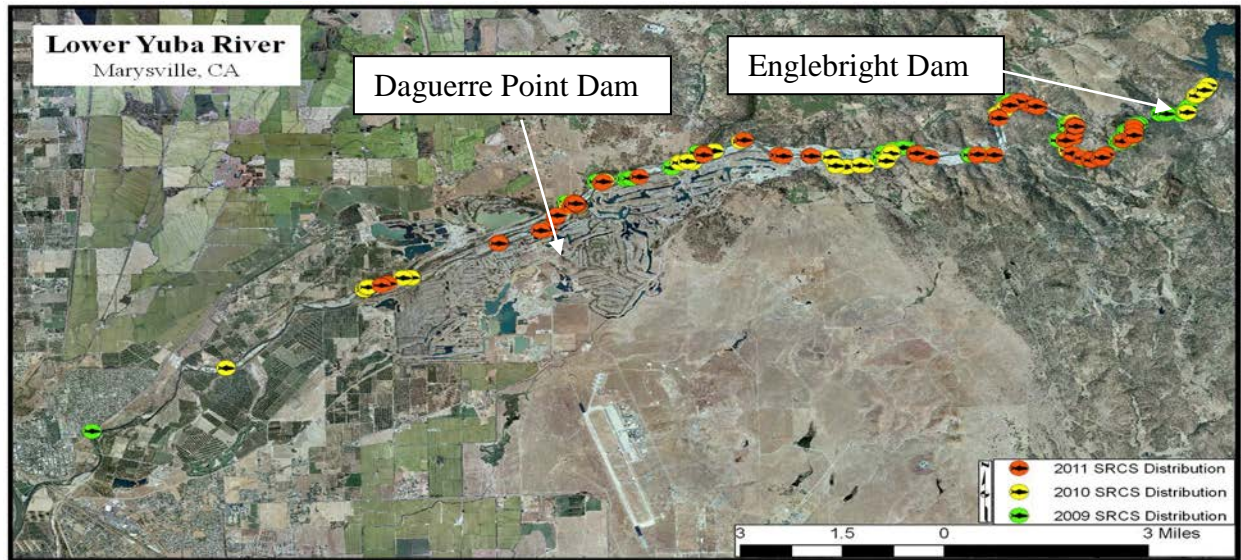 Lower Yuba River
Marysville, CA
Daguerre Point Dam
Englebright Dam
2011 SRCS Distribution
2010 SRCS Distribution
2009 SRCS Distribution
3 1.5 0 3 Miles